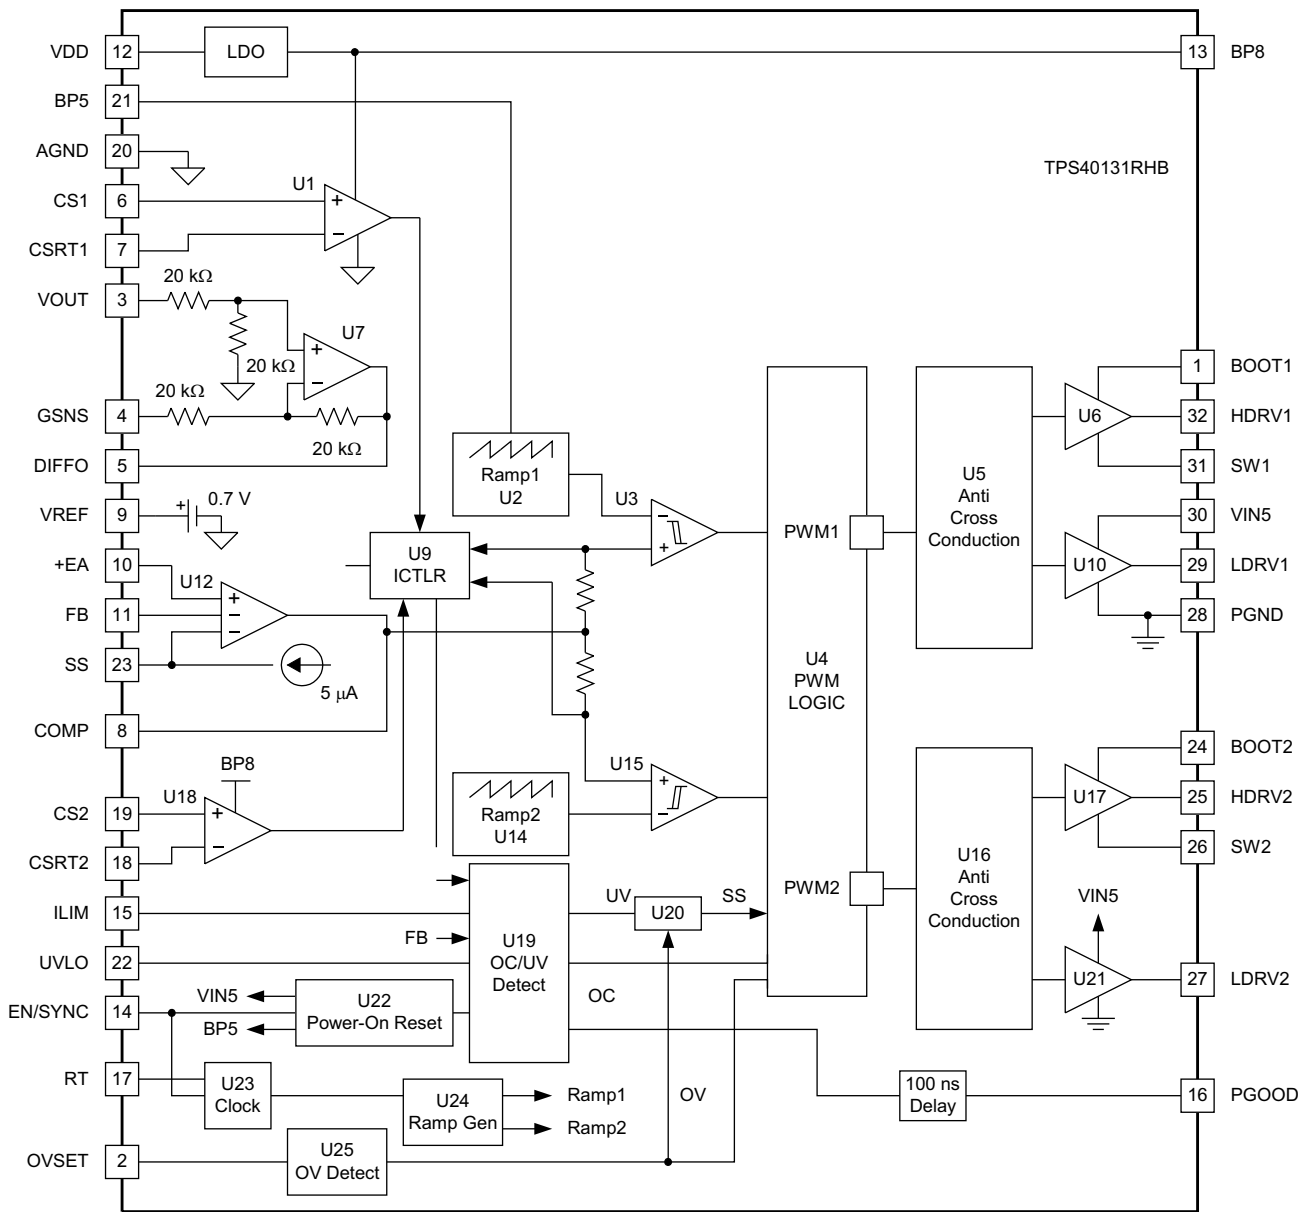 VDD 12 LDO 13 BP8
BP5 21
AGND 20
TPS40131RHB
CS1 6 U1 +
CSRT1 7 −
20 kΩ
VOUT 3
U7
+
20 kΩ
−
20 kΩ
GSNS 4
20 kΩ
DIFFO 5
1 BOOT1
U6 32 HDRV1
31 SW1
Ramp1
U2
U3
−
+
VREF 9 + 0.7 V
30 VIN5
U10 29 LDRV1
28 PGND
U5
Anti
Cross
Conduction
PWM1
U9
ICTLR
+EA 10 U12
+
FB 11 −
−
SS 23
5 μA
U4
PWM
LOGIC
COMP 8
BP8
CS2 19 U18 +
CSRT2 18 −
Ramp2
U14
U15
+
−
24 BOOT2
U17 25 HDRV2
26 SW2
U16
Anti
Cross
Conduction
PWM2
ILIM 15
UV U20 SS
VIN5
FB
U19
OC/UV
Detect
UVLO 22
U21 27 LDRV2
OC
EN/SYNC 14
VIN5
BP5
U22
Power-On Reset
RT 17
U23
Clock
U24
Ramp Gen
Ramp1
Ramp2
OV
100 ns
Delay
16 PGOOD
OVSET 2
U25
OV Detect